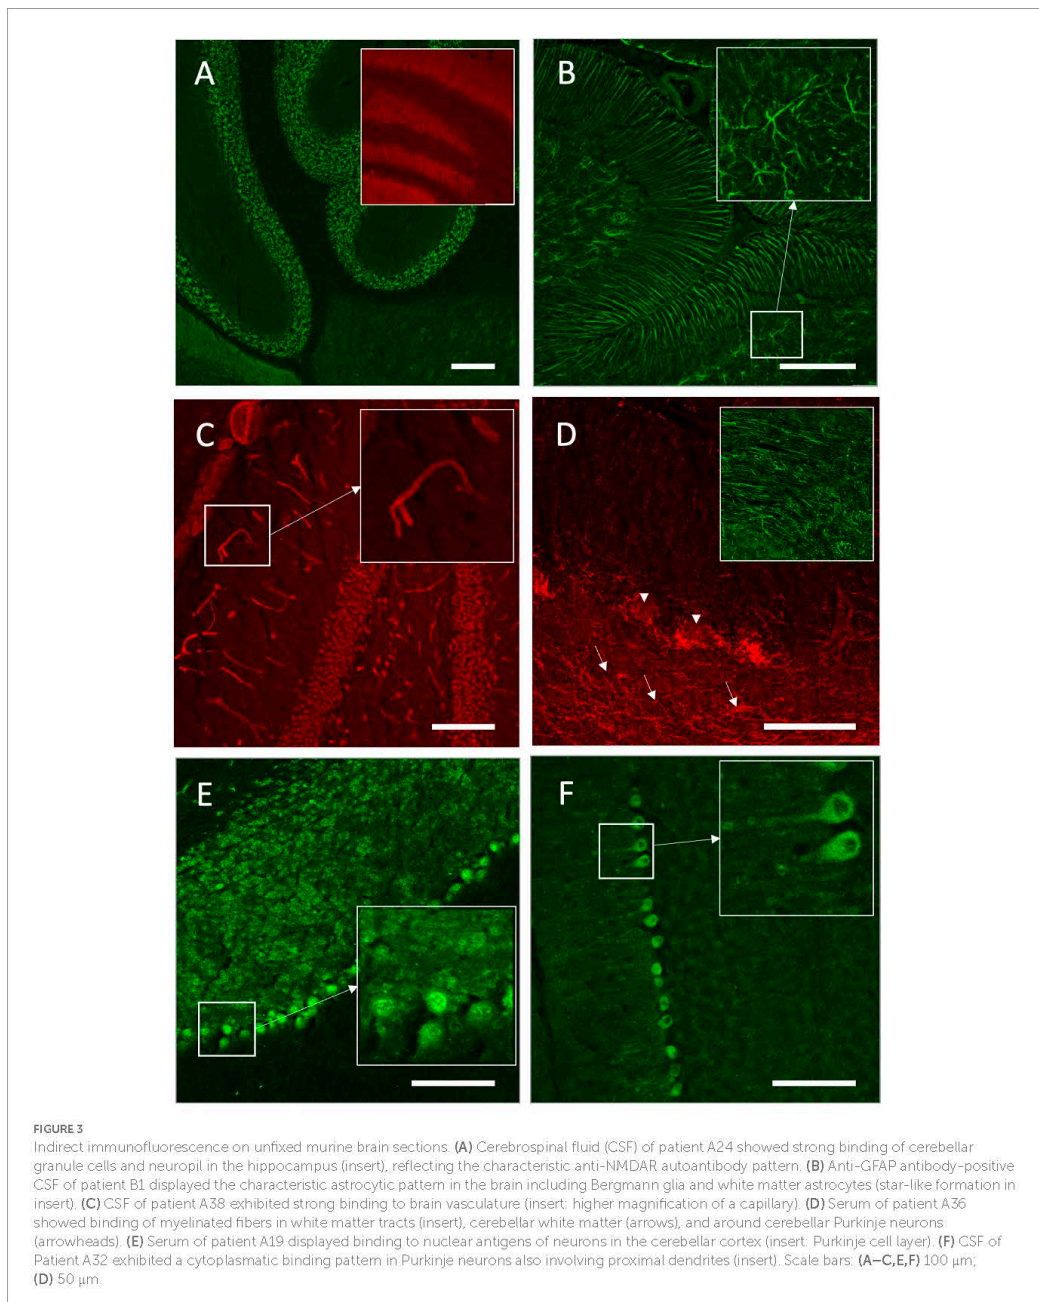 A
B
C
D
E
F
FIGURE 3
Indirect immunofluorescence on unfixed murine brain sections. (A) Cerebrospinal fluid (CSF) of patient A24 showed strong binding of cerebellar
granule cells and neuropil in the hippocampus (insert), reflecting the characteristic anti-NMDAR autoantibody pattern. (B) Anti-GFAP antibody-positive
CSF of patient B1 displayed the characteristic astrocytic pattern in the brain including Bergmann glia and white matter astrocytes (star-like formation in
insert). (C) CSF of patient A38 exhibited strong binding to brain vasculature (insert: higher magnification of a capillary). (D) Serum of patient A36
showed binding of myelinated fibers in white matter tracts (insert), cerebellar white matter (arrows), and around cerebellar Purkinje neurons
(arrowheads). (E) Serum of patient A19 displayed binding to nuclear antigens of neurons in the cerebellar cortex (insert: Purkinje cell layer). (F) CSF of
Patient A32 exhibited a cytoplasmatic binding pattern in Purkinje neurons also involving proximal dendrites (insert). Scale bars: (A–C,E,F) 100 μm;
(D) 50 μm.